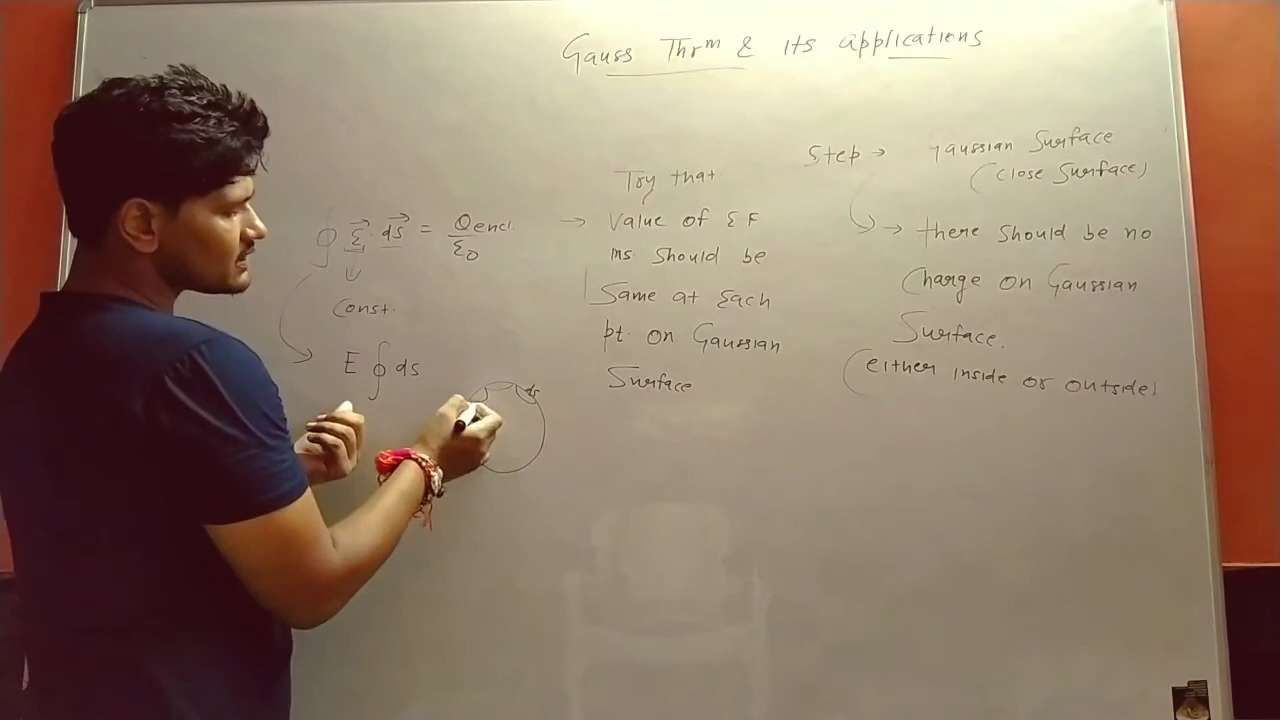 Gauss Thrm & its applications
∮ E⃗ · ds⃗ = Qencl. / ε0
↓
Const.
E ∮ ds
ds
→ Try that
Value of EF
ms. should be
Same at Each
pt. on Gaussian
Surface
Step → gaussian Surface
(Close Surface)
→ there should be no
Charge on Gaussian
Surface.
(either inside or outside)